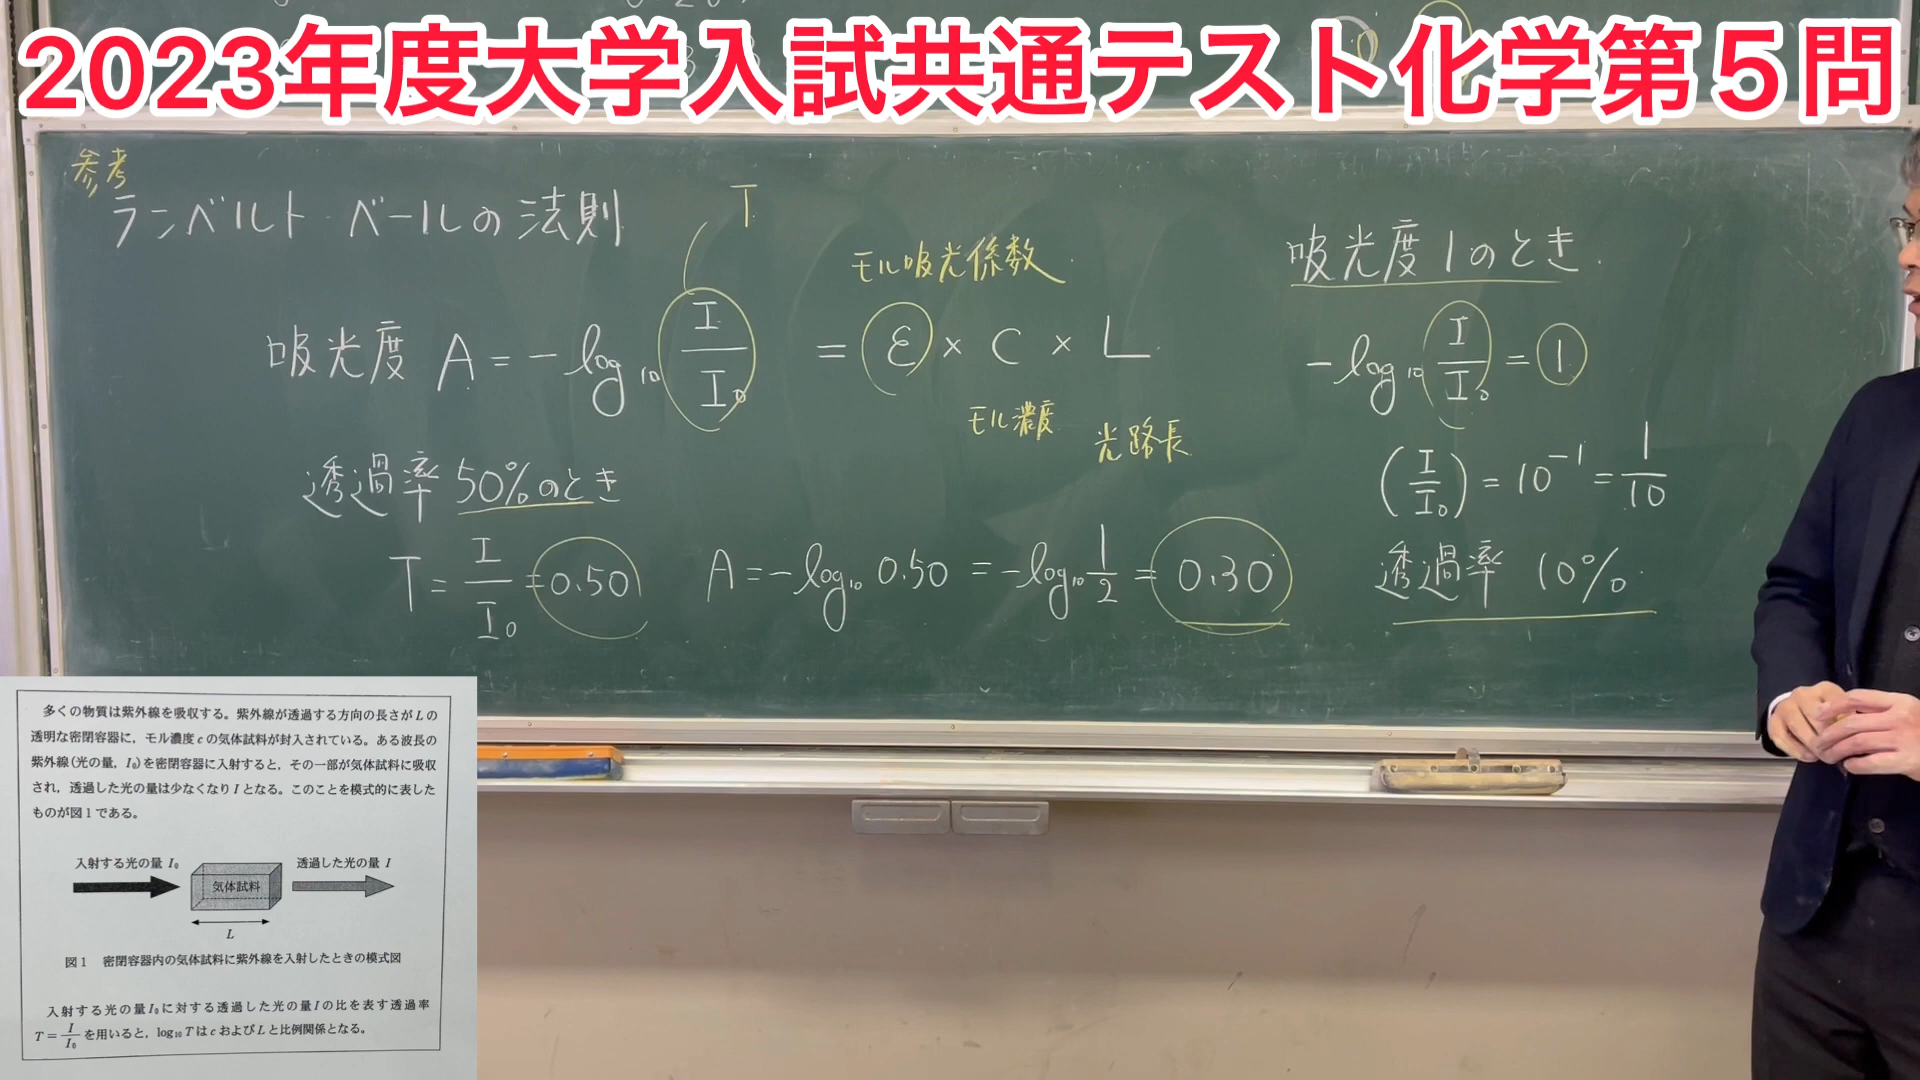 2023年度大学入試共通テスト化学第5問
参考
ランベルト・ベールの法則
T
モル吸光係数
吸光度 A = - log₁₀ I/I₀ = ε × C × L
モル濃度 光路長
透過率 50%のとき
T = I/I₀ = 0.50 A = -log₁₀ 0.50 = -log₁₀ 1/2 = 0.30
吸光度 1のとき.
-log₁₀ I/I₀ = 1
(I/I₀) = 10⁻¹ = 1/10
透過率 10%.
多くの物質は紫外線を吸収する。紫外線が透過する方向の長さが L の
透明な密閉容器に，モル濃度 c の気体試料が封入されている。ある波長の
紫外線(光の量，I₀)を密閉容器に入射すると，その一部が気体試料に吸収
され，透過した光の量は少なくなり I となる。このことを模式的に表した
ものが図1である。
入射する光の量 I₀ 透過した光の量 I
気体試料
L
図1 密閉容器内の気体試料に紫外線を入射したときの模式図
入射する光の量 I₀ に対する透過した光の量 I の比を表す透過率
T = I/I₀ を用いると，log₁₀ T は c および L と比例関係となる。